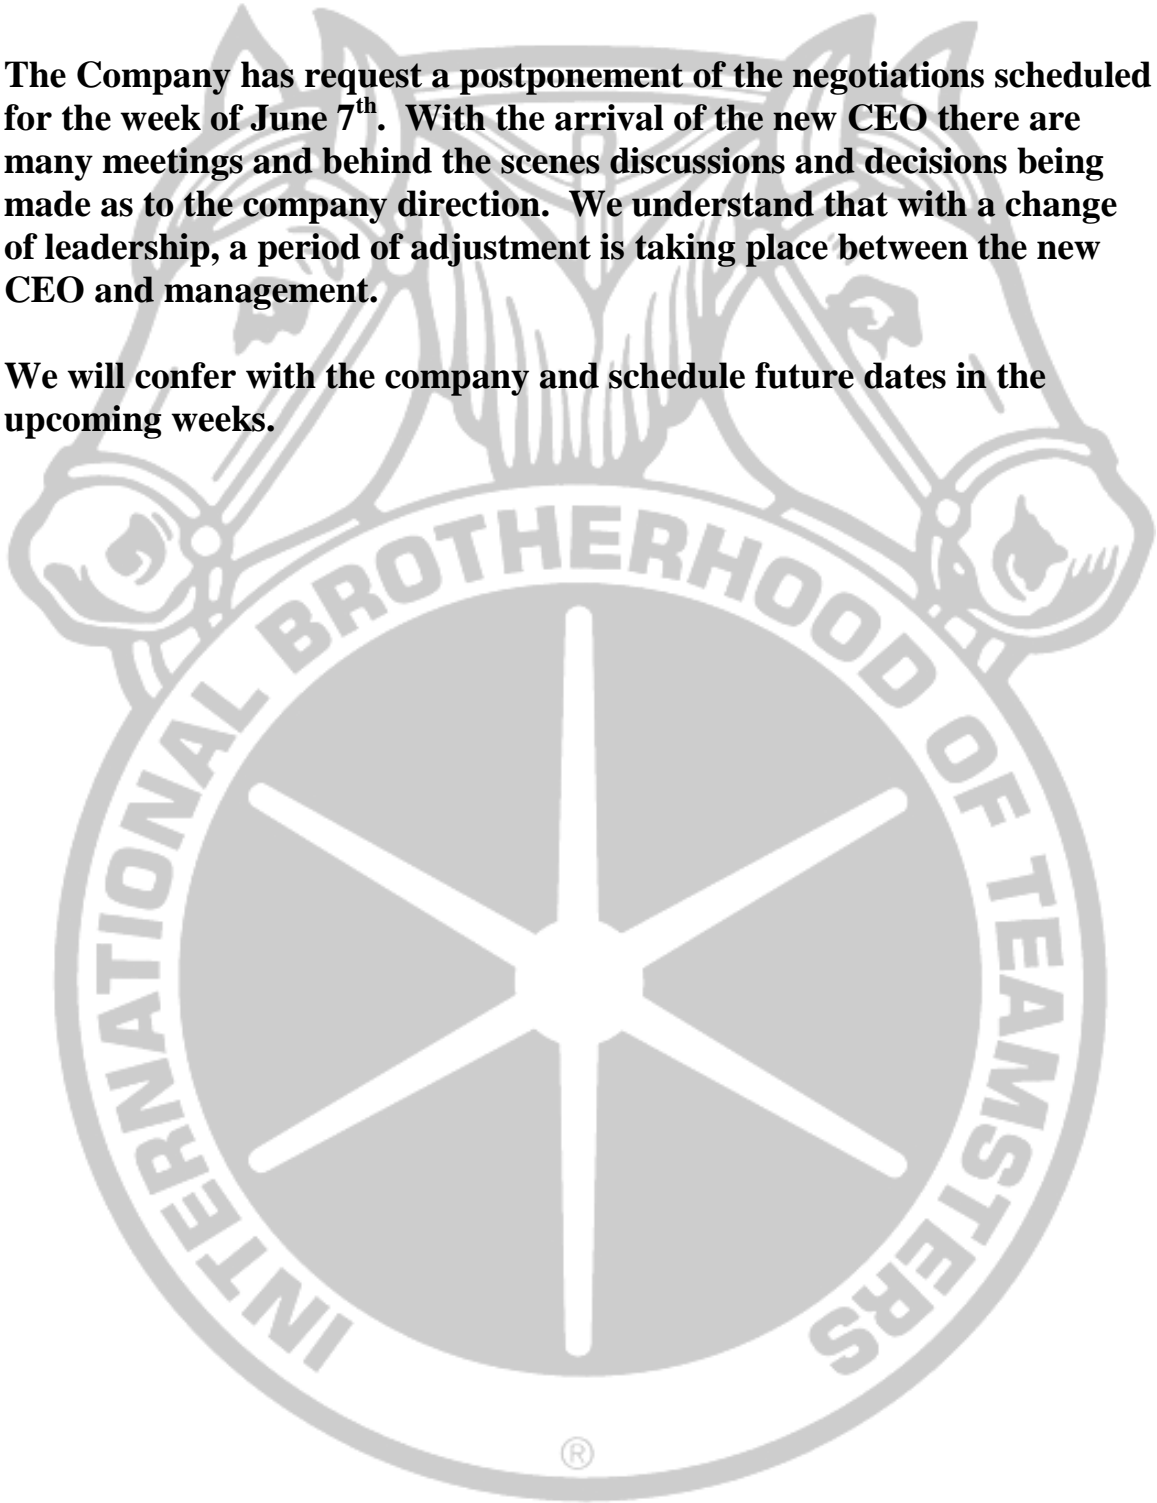 The Company has request a postponement of the negotiations scheduled
for the week of June 7th. With the arrival of the new CEO there are
many meetings and behind the scenes discussions and decisions being
made as to the company direction. We understand that with a change
of leadership, a period of adjustment is taking place between the new
CEO and management.
We will confer with the company and schedule future dates in the
upcoming weeks.
INTERNATIONAL BROTHERHOOD OF TEAMSTERS
®